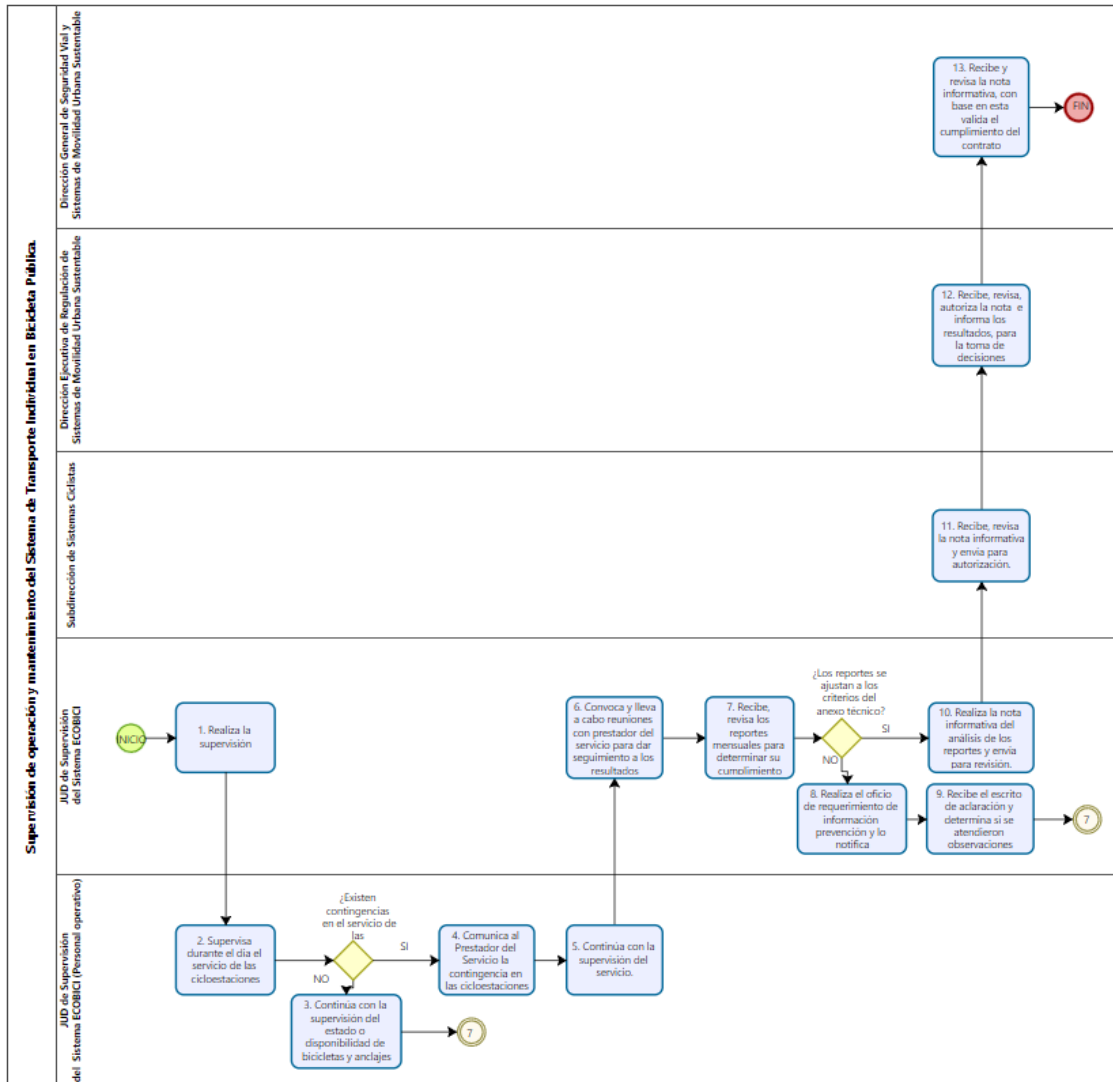 Supervisión de operación y mantenimiento del Sistema de Transporte Individual en Bicicleta Pública.
Dirección General de Seguridad Vial y
Sistemas de Movilidad Urbana Sustentable
13. Recibe y
revisa la nota
informativa, con
base en esta
valida el
cumplimiento del
contrato
FIN
Dirección Ejecutiva de Regulación de
Sistemas de Movilidad Urbana Sustentable
12. Recibe, revisa,
autoriza la nota e
informa los
resultados, para
la toma de
decisiones
Subdirección de Sistemas Ciclistas
11. Recibe, revisa
la nota informativa
y envía para
autorización.
JUD de Supervisión
del Sistema ECOBICI
INICIO
1. Realiza la
supervisión
6. Convoca y lleva
a cabo reuniones
con prestador del
servicio para dar
seguimiento a los
resultados
7. Recibe,
revisa los
reportes
mensuales para
determinar su
cumplimiento
¿Los reportes se
ajustan a los
criterios del
anexo técnico?
SI
NO
10. Realiza la nota
informativa del
análisis de los
reportes y envía
para revisión.
8. Realiza el oficio
de requerimiento de
información
prevención y lo
notifica
9. Recibe el escrito
de aclaración y
determina si se
atendieron
observaciones
7
JUD de Supervisión
del Sistema ECOBICI (Personal operativo)
2. Supervisa
durante el día el
servicio de las
cicloestaciones
¿Existen
contingencias
en el servicio de
las
SI
NO
4. Comunica al
Prestador del
Servicio la
contingencia en
las cicloestaciones
5. Continúa con la
supervisión del
servicio.
3. Continúa con la
supervisión del
estado o
disponibilidad de
bicicletas y anclajes
7